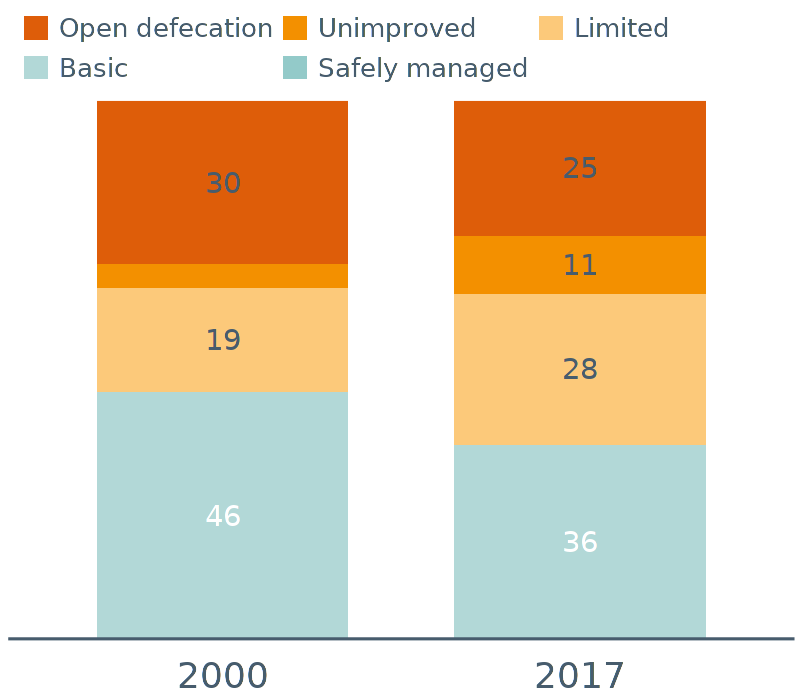 Open defecation Unimproved Limited
Basic Safely managed
30 25
11
19 28
46 36
2000 2017